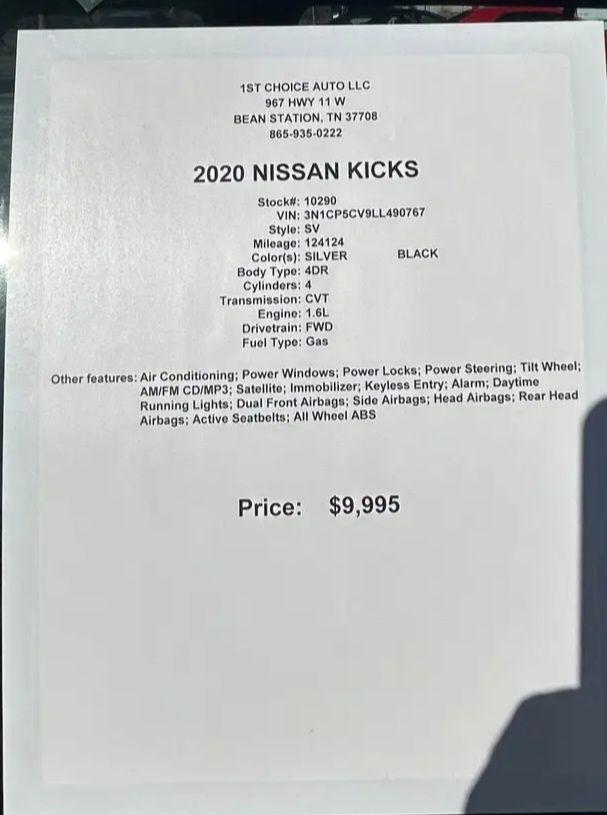 1ST CHOICE AUTO LLC
967 HWY 11 W
BEAN STATION, TN 37708
865-935-0222
2020 NISSAN KICKS
Stock#: 10290
VIN: 3N1CP5CV9LL490767
Style: SV
Mileage: 124124
Color(s): SILVER BLACK
Body Type: 4DR
Cylinders: 4
Transmission: CVT
Engine: 1.6L
Drivetrain: FWD
Fuel Type: Gas
Other features: Air Conditioning; Power Windows; Power Locks; Power Steering; Tilt Wheel;
AM/FM CD/MP3; Satellite; Immobilizer; Keyless Entry; Alarm; Daytime
Running Lights; Dual Front Airbags; Side Airbags; Head Airbags; Rear Head
Airbags; Active Seatbelts; All Wheel ABS
Price: $9,995